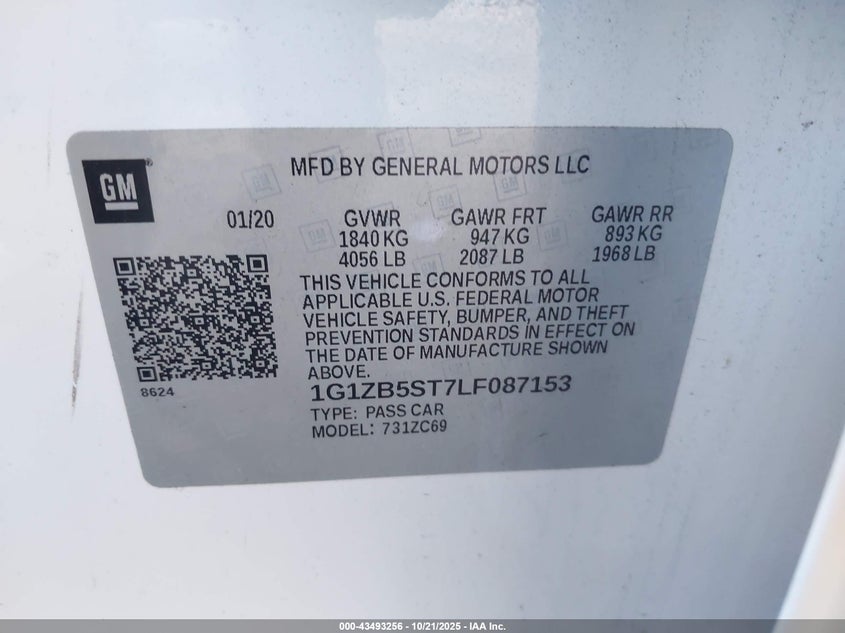 GM
MFD BY GENERAL MOTORS LLC
01/20 GVWR GAWR FRT GAWR RR
1840 KG 947 KG 893 KG
4056 LB 2087 LB 1968 LB
THIS VEHICLE CONFORMS TO ALL
APPLICABLE U.S. FEDERAL MOTOR
VEHICLE SAFETY, BUMPER, AND THEFT
PREVENTION STANDARDS IN EFFECT ON
THE DATE OF MANUFACTURE SHOWN
ABOVE.
8624
1G1ZB5ST7LF087153
TYPE: PASS CAR
MODEL: 731ZC69
000-43493256 • 10/21/2025 - IAA Inc.